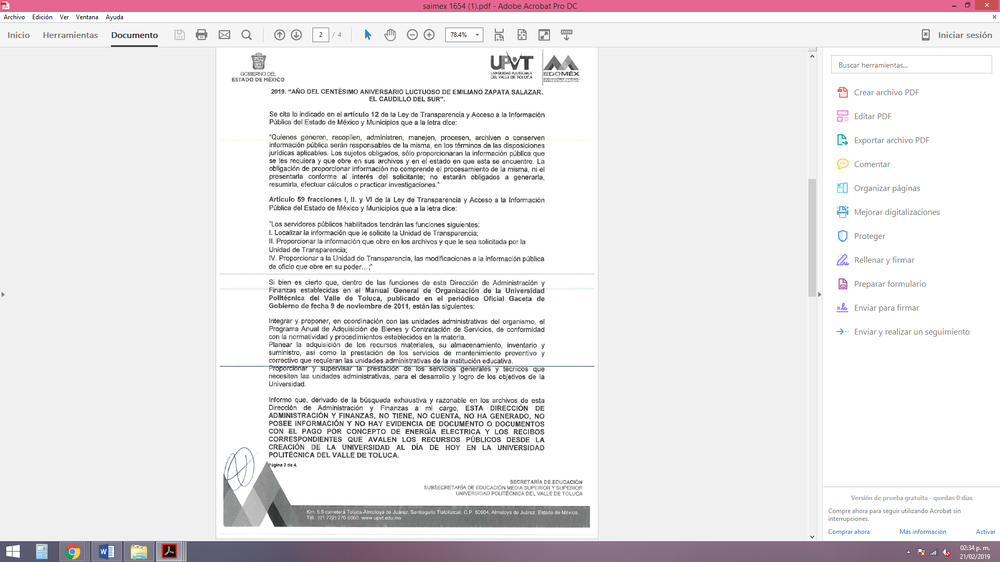 saimex 1654 (1).pdf - Adobe Acrobat Pro DC
Archivo Edición Ver Ventana Ayuda
Inicio Herramientas Documento 2 / 4 78.4% Iniciar sesión
GOBIERNO DEL
ESTADO DE MÉXICO
UPVT
UNIVERSIDAD POLITÉCNICA
DEL VALLE DE TOLUCA
EDOMÉX
DECISIONES FIRMES,
RESULTADOS FUERTES.
2019. “AÑO DEL CENTÉSIMO ANIVERSARIO LUCTUOSO DE EMILIANO ZAPATA SALAZAR.
EL CAUDILLO DEL SUR”.
Se cita lo indicado en el artículo 12 de la Ley de Transparencia y Acceso a la Información
Pública del Estado de México y Municipios que a la letra dice:
“Quienes generen, recopilen, administren, manejen, procesen, archiven o conserven
información pública serán responsables de la misma, en los términos de las disposiciones
jurídicas aplicables. Los sujetos obligados, sólo proporcionaran la información pública que
se les requiera y que obre en sus archivos y en el estado en que esta se encuentre. La
obligación de proporcionar información no comprende el procesamiento de la misma, ni el
presentarla conforme al interés del solicitante; no estarán obligados a generarla,
resumirla, efectuar cálculos o practicar investigaciones.”
Artículo 59 fracciones I, II. y VI de la Ley de Transparencia y Acceso a la Información
Pública del Estado de México y Municipios que a la letra dice:
“Los servidores públicos habilitados tendrán las funciones siguientes:
I. Localizar la información que le solicite la Unidad de Transparencia;
II. Proporcionar la información que obre en los archivos y que le sea solicitada por la
Unidad de Transparencia;
IV. Proporcionar a la Unidad de Transparencia, las modificaciones a la información pública
de oficio que obre en su poder…;”
Si bien es cierto que, dentro de las funciones de esta Dirección de Administración y
Finanzas establecidas en el Manual General de Organización de la Universidad
Politécnica del Valle de Toluca, publicado en el periódico Oficial Gaceta de
Gobierno de fecha 9 de noviembre de 2011, están las siguientes:
Integrar y proponer, en coordinación con las unidades administrativas del organismo, el
Programa Anual de Adquisición de Bienes y Contratación de Servicios, de conformidad
con la normatividad y procedimientos establecidos en la materia.
Planear la adquisición de los recursos materiales, su almacenamiento, inventario y
suministro, así como la prestación de los servicios de mantenimiento preventivo y
correctivo que requieran las unidades administrativas de la institución educativa.
Proporcionar y supervisar la prestación de los servicios generales y técnicos que
necesiten las unidades administrativas, para el desarrollo y logro de los objetivos de la
Universidad.
Informo que, derivado de la búsqueda exhaustiva y razonable en los archivos de esta
Dirección de Administración y Finanzas a mi cargo, ESTA DIRECCIÓN DE
ADMINISTRACIÓN Y FINANZAS, NO TIENE, NO CUENTA, NO HA GENERADO, NO
POSEE INFORMACIÓN Y NO HAY EVIDENCIA DE DOCUMENTO O DOCUMENTOS
CON EL PAGO POR CONCEPTO DE ENERGÍA ELECTRICA Y LOS RECIBOS
CORRESPONDIENTES QUE AVALEN LOS RECURSOS PÚBLICOS DESDE LA
CREACIÓN DE LA UNIVERSIDAD AL DÍA DE HOY EN LA UNIVERSIDAD
POLITÉCNICA DEL VALLE DE TOLUCA.
Página 2 de 4.
SECRETARÍA DE EDUCACIÓN
SUBSECRETARÍA DE EDUCACIÓN MEDIA SUPERIOR Y SUPERIOR
UNIVERSIDAD POLITÉCNICA DEL VALLE DE TOLUCA
Km. 5.6 carretera Toluca-Almoloya de Juárez, Santiaguito Tlalcilalcali, C.P. 50904, Almoloya de Juárez, Estado de México.
Tel.: (01 722) 276 6060. www.upvt.edu.mx
Buscar herramientas...
Crear archivo PDF
Editar PDF
Exportar archivo PDF
Comentar
Organizar páginas
Mejorar digitalizaciones
Proteger
Rellenar y firmar
Preparar formulario
Enviar para firmar
Enviar y realizar un seguimiento
Versión de prueba gratuita - quedan 0 días
Compre ahora para seguir utilizando Acrobat sin
interrupciones.
Comprar ahora Más información Activar
02:34 p. m.
21/02/2019